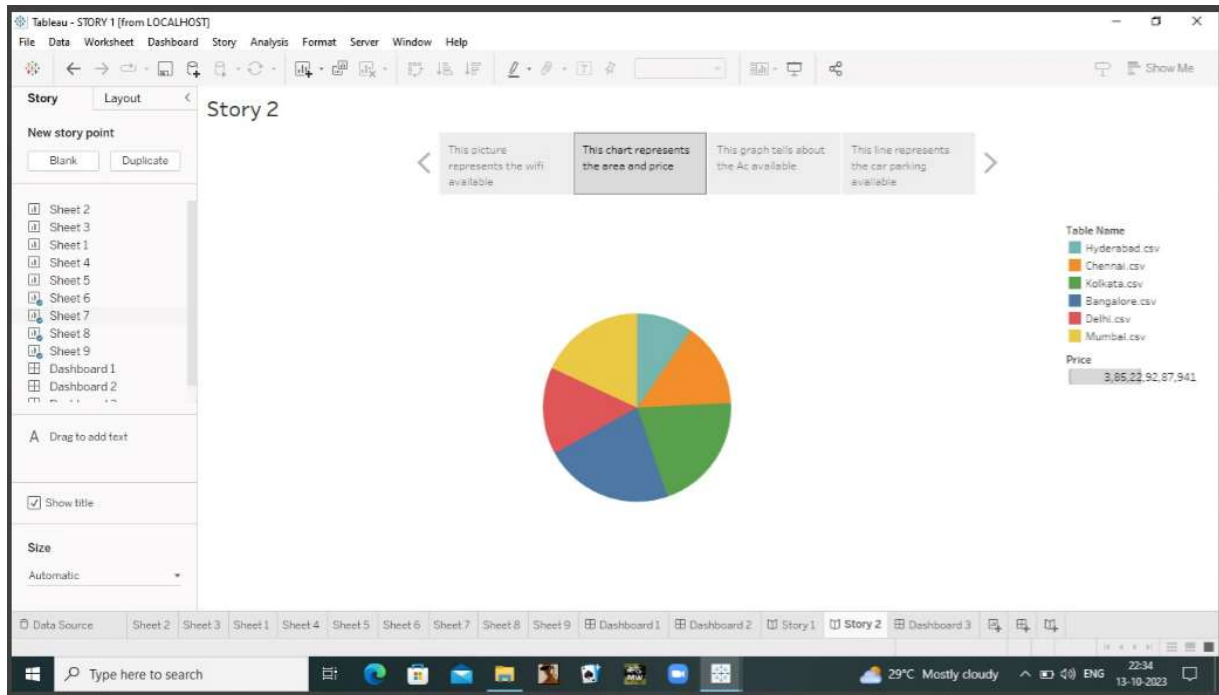 Tableau - STORY 1 [from LOCALHOST]
File Data Worksheet Dashboard Story Analysis Format Server Window Help
Show Me
Story Layout
Story 2
New story point
Blank Duplicate
This picture
represents the wifi
available
This chart represents
the area and price
This graph tells about
the Ac available
This line represents
the car parking
available
Sheet 2
Sheet 3
Sheet 1
Sheet 4
Sheet 5
Sheet 6
Sheet 7
Sheet 8
Sheet 9
Dashboard 1
Dashboard 2
A Drag to add text
Show title
Size
Automatic
Table Name
Hyderabad.csv
Chennai.csv
Kolkata.csv
Bangalore.csv
Delhi.csv
Mumbai.csv
Price
3,85,22,92,87,941
Data Source Sheet 2 Sheet 3 Sheet 1 Sheet 4 Sheet 5 Sheet 6 Sheet 7 Sheet 8 Sheet 9 Dashboard 1 Dashboard 2 Story 1 Story 2 Dashboard 3
Type here to search
29°C Mostly cloudy
ENG
22:34
13-10-2023